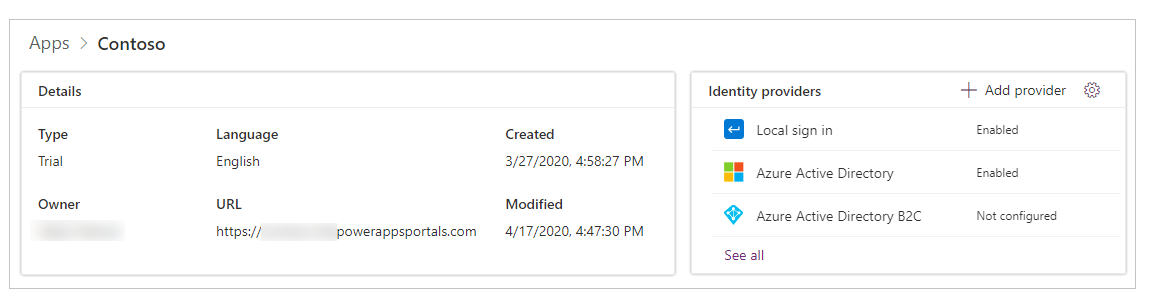 Apps > Contoso
Details
Type Language Created
Trial English 3/27/2020, 4:58:27 PM
Owner URL Modified
https:// powerappsportals.com 4/17/2020, 4:47:30 PM
Identity providers + Add provider
Local sign in Enabled
Azure Active Directory Enabled
Azure Active Directory B2C Not configured
See all